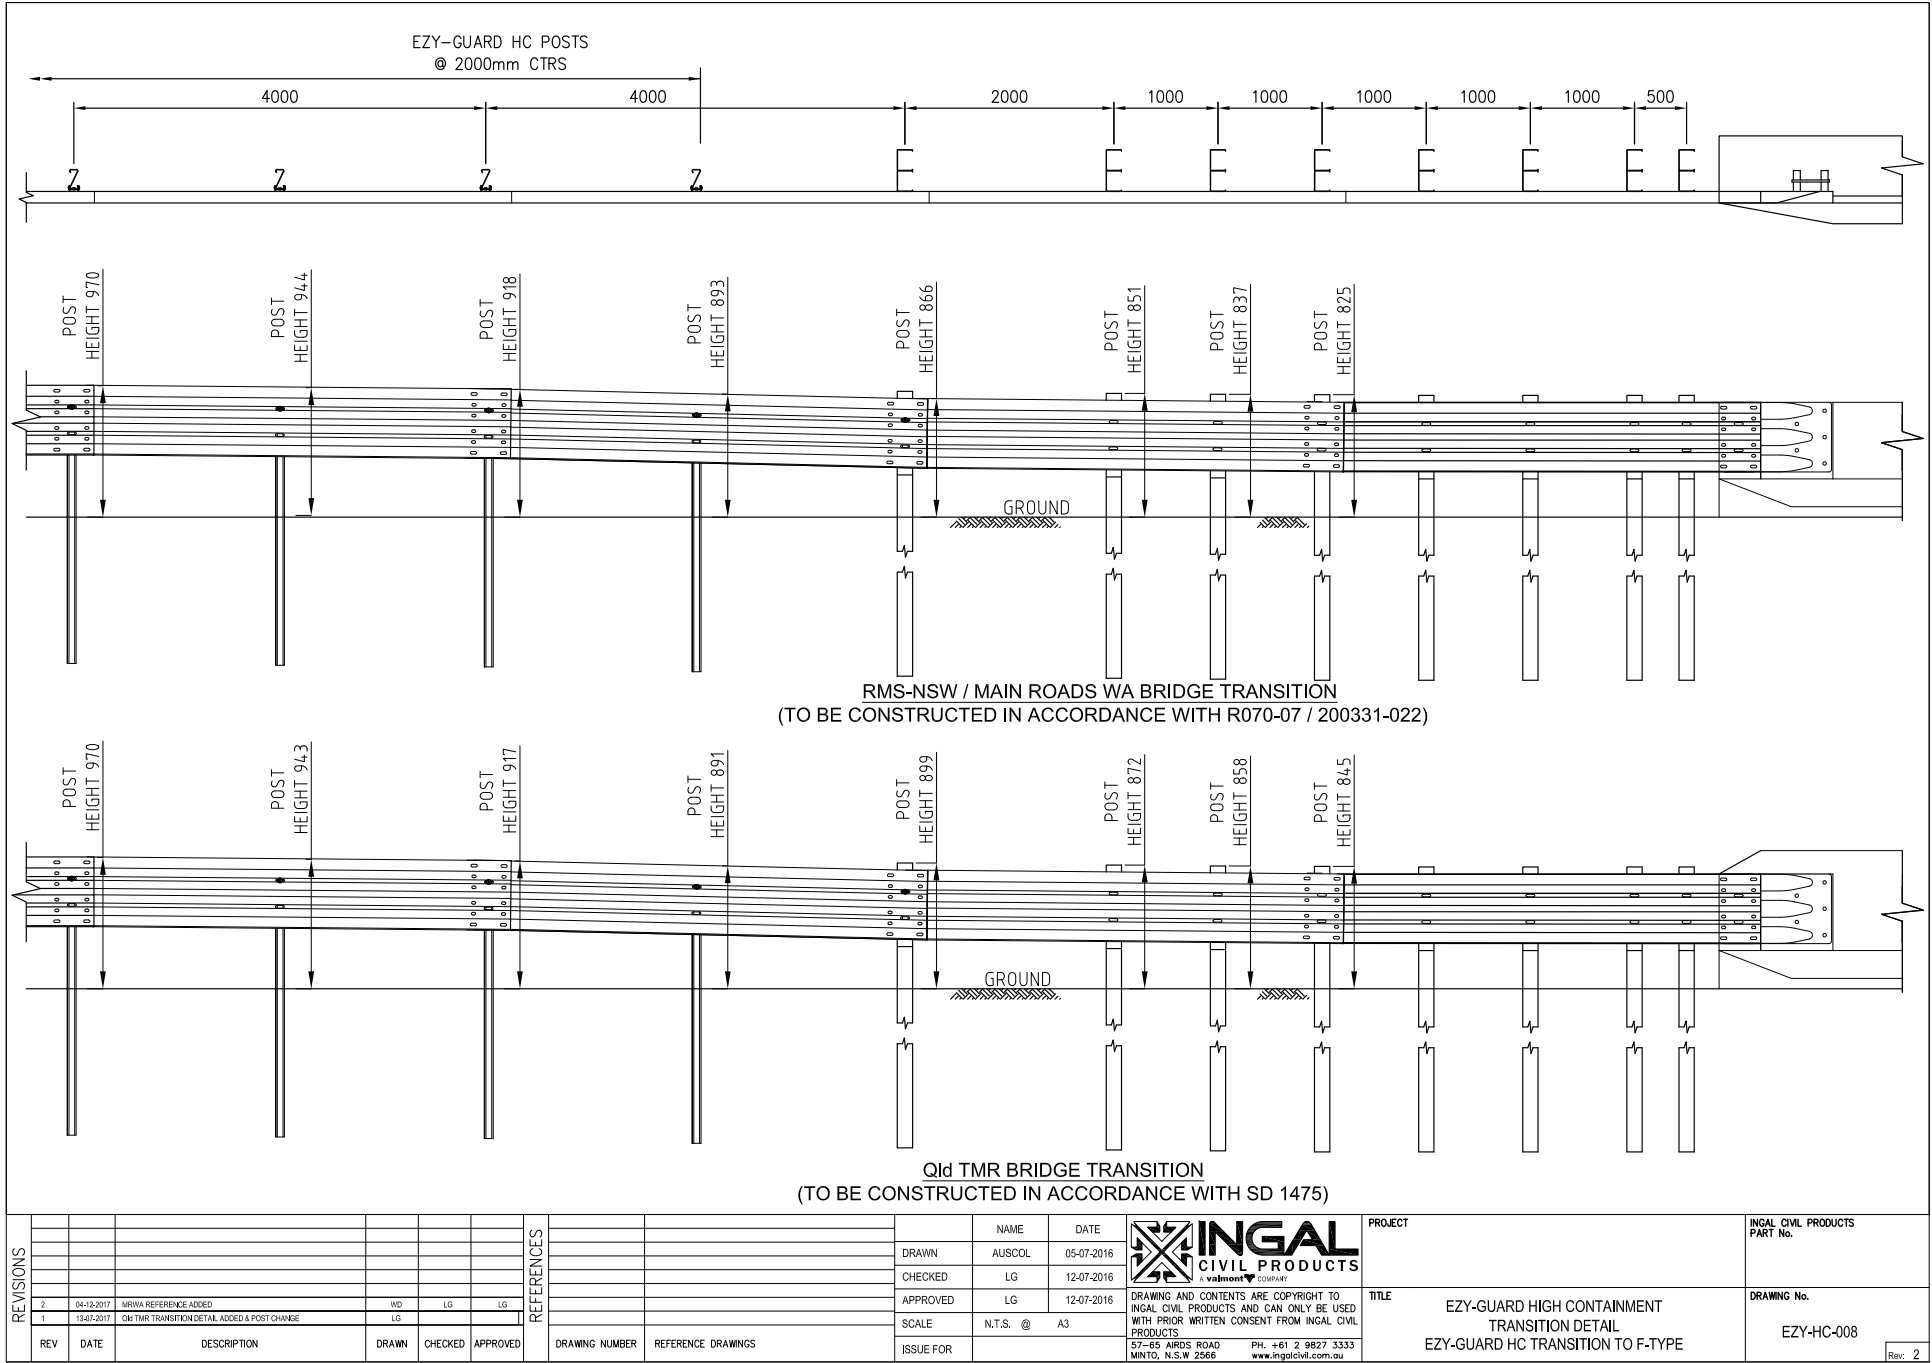 EZY-GUARD HC POSTS
@ 2000mm CTRS
4000
4000
2000
1000
1000
1000
1000
1000
500
POST
HEIGHT 970
POST
HEIGHT 944
POST
HEIGHT 918
POST
HEIGHT 893
POST
HEIGHT 866
POST
HEIGHT 851
POST
HEIGHT 837
POST
HEIGHT 825
GROUND
RMS-NSW / MAIN ROADS WA BRIDGE TRANSITION
(TO BE CONSTRUCTED IN ACCORDANCE WITH R070-07 / 200331-022)
POST
HEIGHT 970
POST
HEIGHT 943
POST
HEIGHT 917
POST
HEIGHT 891
POST
HEIGHT 899
POST
HEIGHT 872
POST
HEIGHT 858
POST
HEIGHT 845
GROUND
Qld TMR BRIDGE TRANSITION
(TO BE CONSTRUCTED IN ACCORDANCE WITH SD 1475)
REVISIONS
2 04-12-2017 MRWA REFERENCE ADDED WD LG LG
1 13-07-2017 Qld TMR TRANSITION DETAIL ADDED & POST CHANGE LG
REV DATE DESCRIPTION DRAWN CHECKED APPROVED
REFERENCES
DRAWING NUMBER REFERENCE DRAWINGS
NAME DATE
DRAWN AUSCOL 05-07-2016
CHECKED LG 12-07-2016
APPROVED LG 12-07-2016
SCALE N.T.S. @ A3
ISSUE FOR
INGAL
CIVIL PRODUCTS
A valmont COMPANY
DRAWING AND CONTENTS ARE COPYRIGHT TO
INGAL CIVIL PRODUCTS AND CAN ONLY BE USED
WITH PRIOR WRITTEN CONSENT FROM INGAL CIVIL
PRODUCTS
57-65 AIRDS ROAD PH. +61 2 9827 3333
MINTO, N.S.W 2566 www.ingalcivil.com.au
PROJECT
TITLE
EZY-GUARD HIGH CONTAINMENT
TRANSITION DETAIL
EZY-GUARD HC TRANSITION TO F-TYPE
INGAL CIVIL PRODUCTS
PART No.
DRAWING No.
EZY-HC-008
Rev: 2